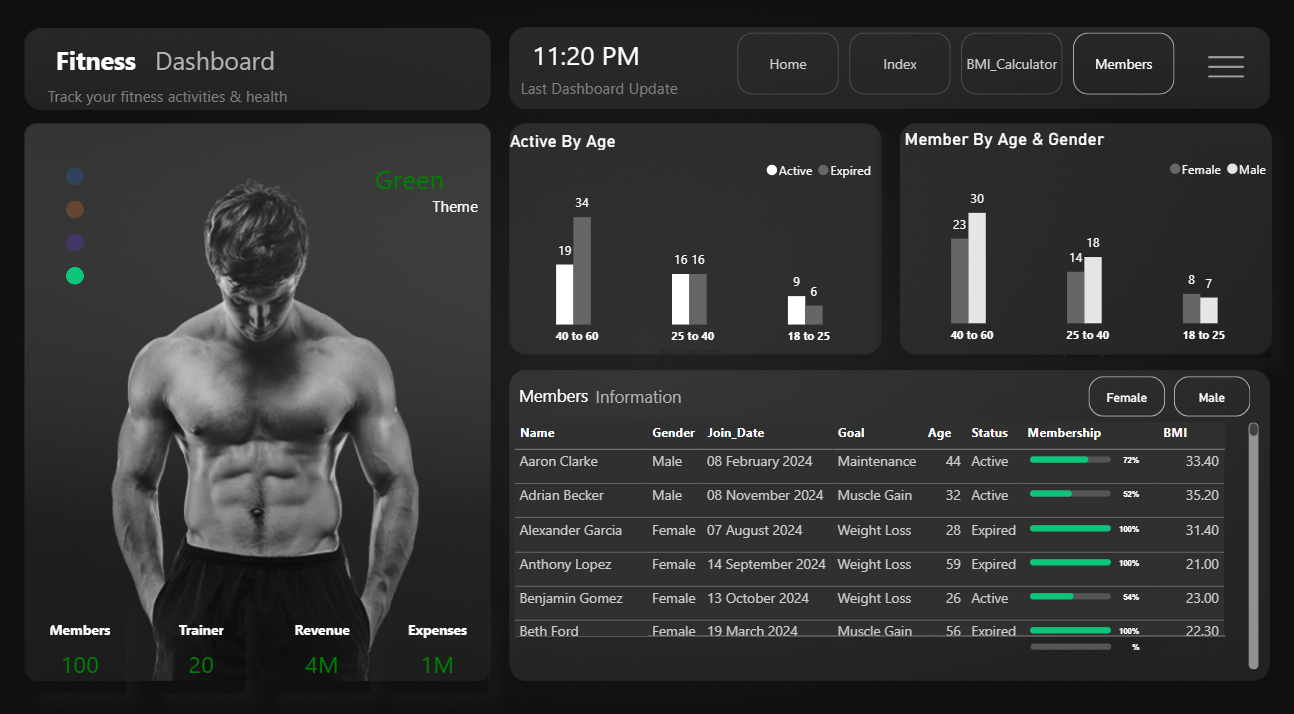 Fitness Dashboard
Track your fitness activities & health
11:20 PM
Last Dashboard Update
Home
Index
BMI_Calculator
Members
Green
Theme
Members
100
Trainer
20
Revenue
4M
Expenses
1M
Active By Age
Active Expired
19 34
16 16
9 6
40 to 60 25 to 40 18 to 25
Member By Age & Gender
Female Male
23 30
14 18
8 7
40 to 60 25 to 40 18 to 25
Members Information
Female
Male
Name Gender Join_Date Goal Age Status Membership BMI
Aaron Clarke Male 08 February 2024 Maintenance 44 Active 72% 33.40
Adrian Becker Male 08 November 2024 Muscle Gain 32 Active 52% 35.20
Alexander Garcia Female 07 August 2024 Weight Loss 28 Expired 100% 31.40
Anthony Lopez Female 14 September 2024 Weight Loss 59 Expired 100% 21.00
Benjamin Gomez Female 13 October 2024 Weight Loss 26 Active 54% 23.00
Beth Ford Female 19 March 2024 Muscle Gain 56 Expired 100% 22.30
%